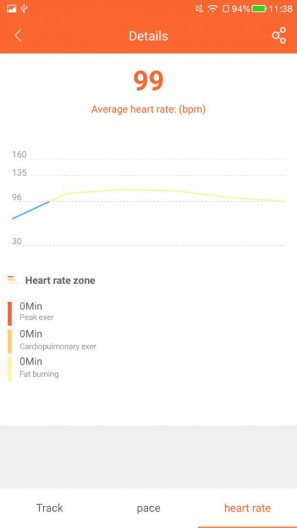 94% 11:38
Details
99
Average heart rate: (bpm)
160
135
96
30
Heart rate zone
0Min
Peak exer
0Min
Cardiopulmonary exer
0Min
Fat burning
Track pace heart rate